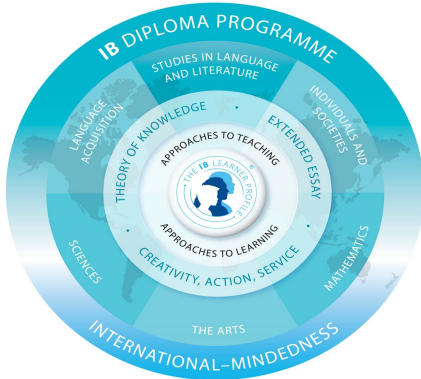 IB DIPLOMA PROGRAMME
STUDIES IN LANGUAGE
AND LITERATURE
LANGUAGE
ACQUISITION
INDIVIDUALS AND
SOCIETIES
THEORY OF KNOWLEDGE
EXTENDED ESSAY
APPROACHES TO TEACHING
THE IB LEARNER PROFILE
®
APPROACHES TO LEARNING
CREATIVITY, ACTION, SERVICE
SCIENCES
MATHEMATICS
THE ARTS
INTERNATIONAL–MINDEDNESS